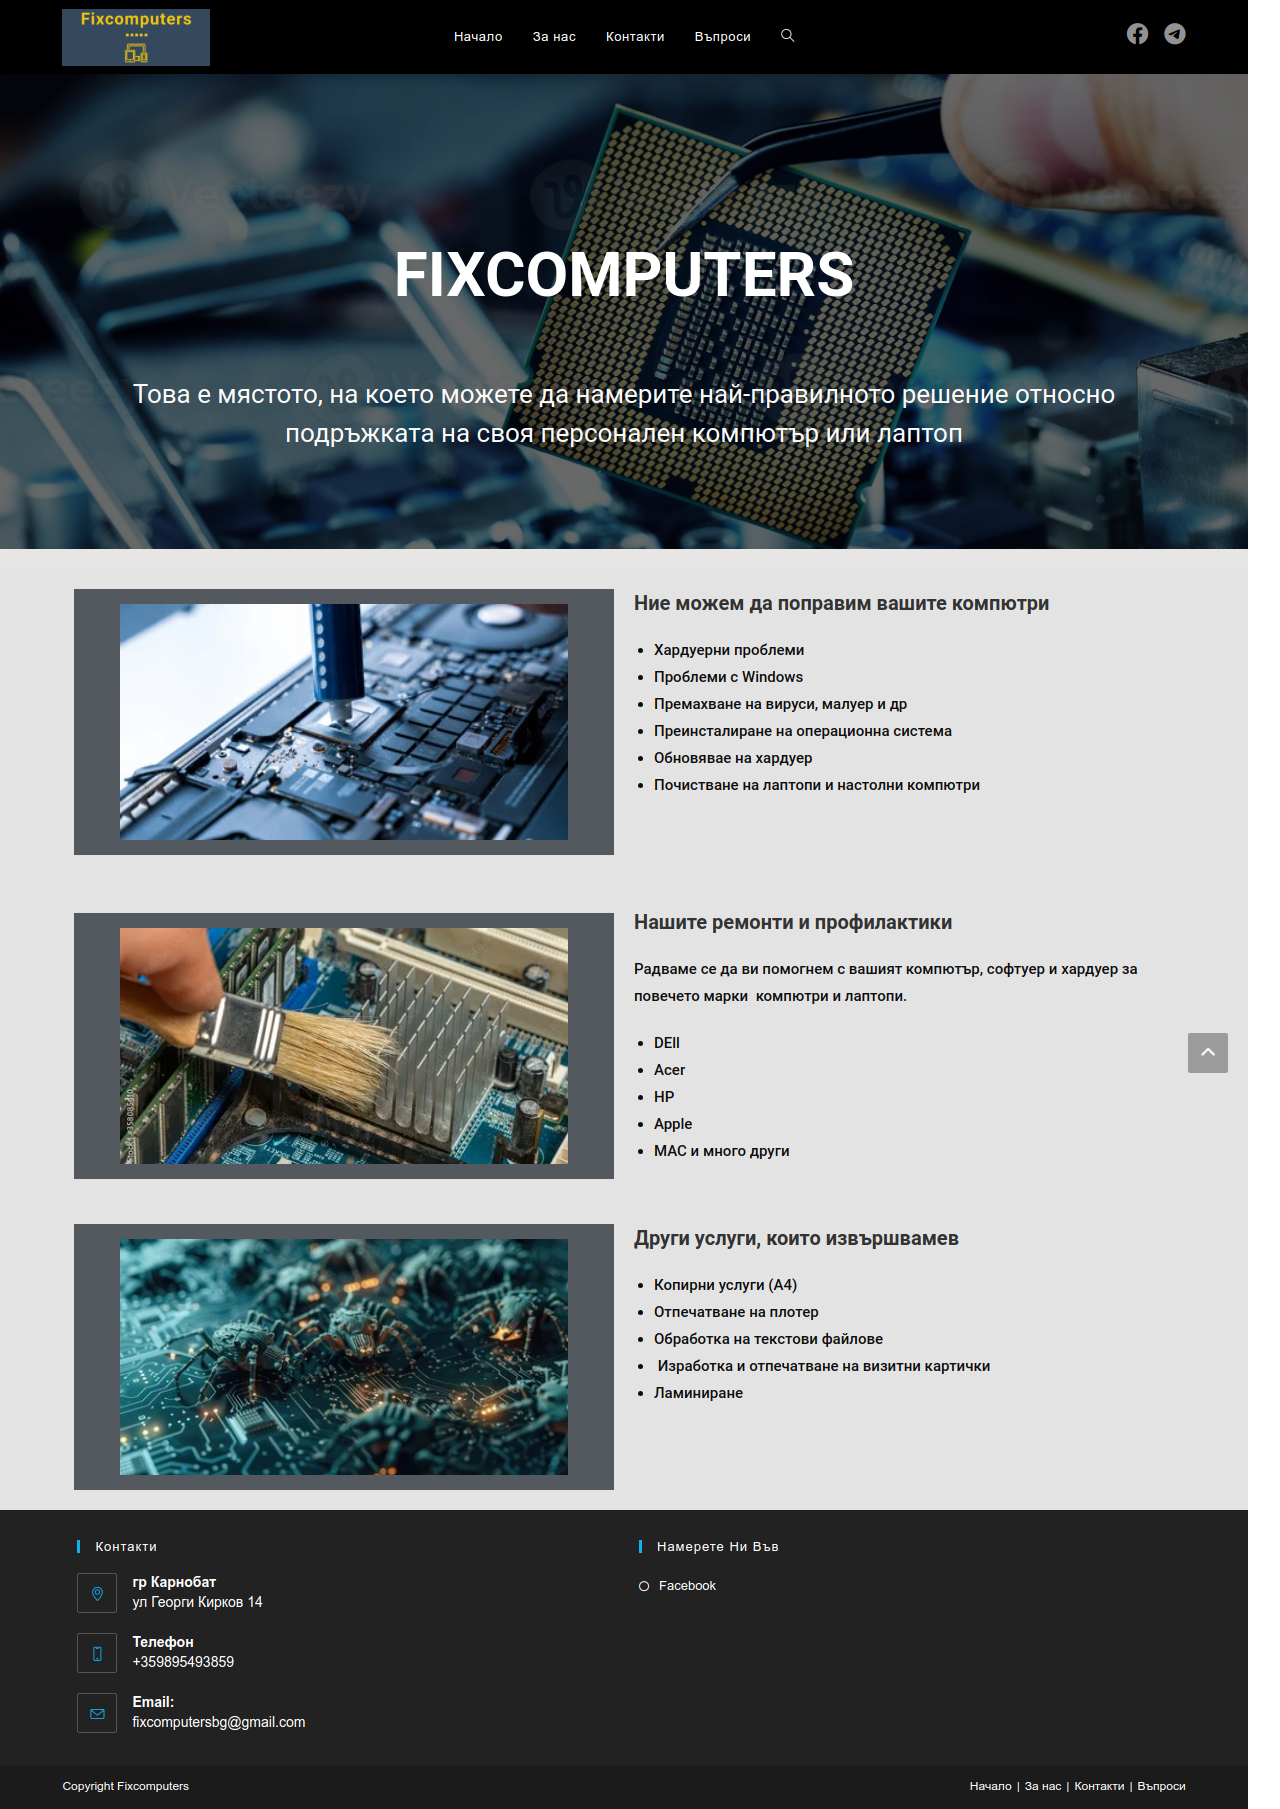 Fixcomputers
Начало
За нас
Контакти
Въпроси
Vecteezy
FIXCOMPUTERS
Това е мястото, на което можете да намерите най-правилното решение относно
подръжката на своя персонален компютър или лаптоп
Ние можем да поправим вашите компютри
Хардуерни проблеми
Проблеми с Windows
Премахване на вируси, малуер и др
Преинсталиране на операционна система
Обновявае на хардуер
Почистване на лаптопи и настолни компютри
Нашите ремонти и профилактики
Радваме се да ви помогнем с вашият компютър, софтуер и хардуер за
повечето марки  компютри и лаптопи.
DEll
Acer
HP
Apple
MAC и много други
Други услуги, които извършвамев
Копирни услуги (А4)
Отпечатване на плотер
Обработка на текстови файлове
Изработка и отпечатване на визитни картички
Ламиниране
Контакти
гр Карнобат
ул Георги Кирков 14
Телефон
+359895493859
Email:
fixcomputersbg@gmail.com
Намерете Ни Във
Facebook
Copyright Fixcomputers
Начало | За нас | Контакти | Въпроси